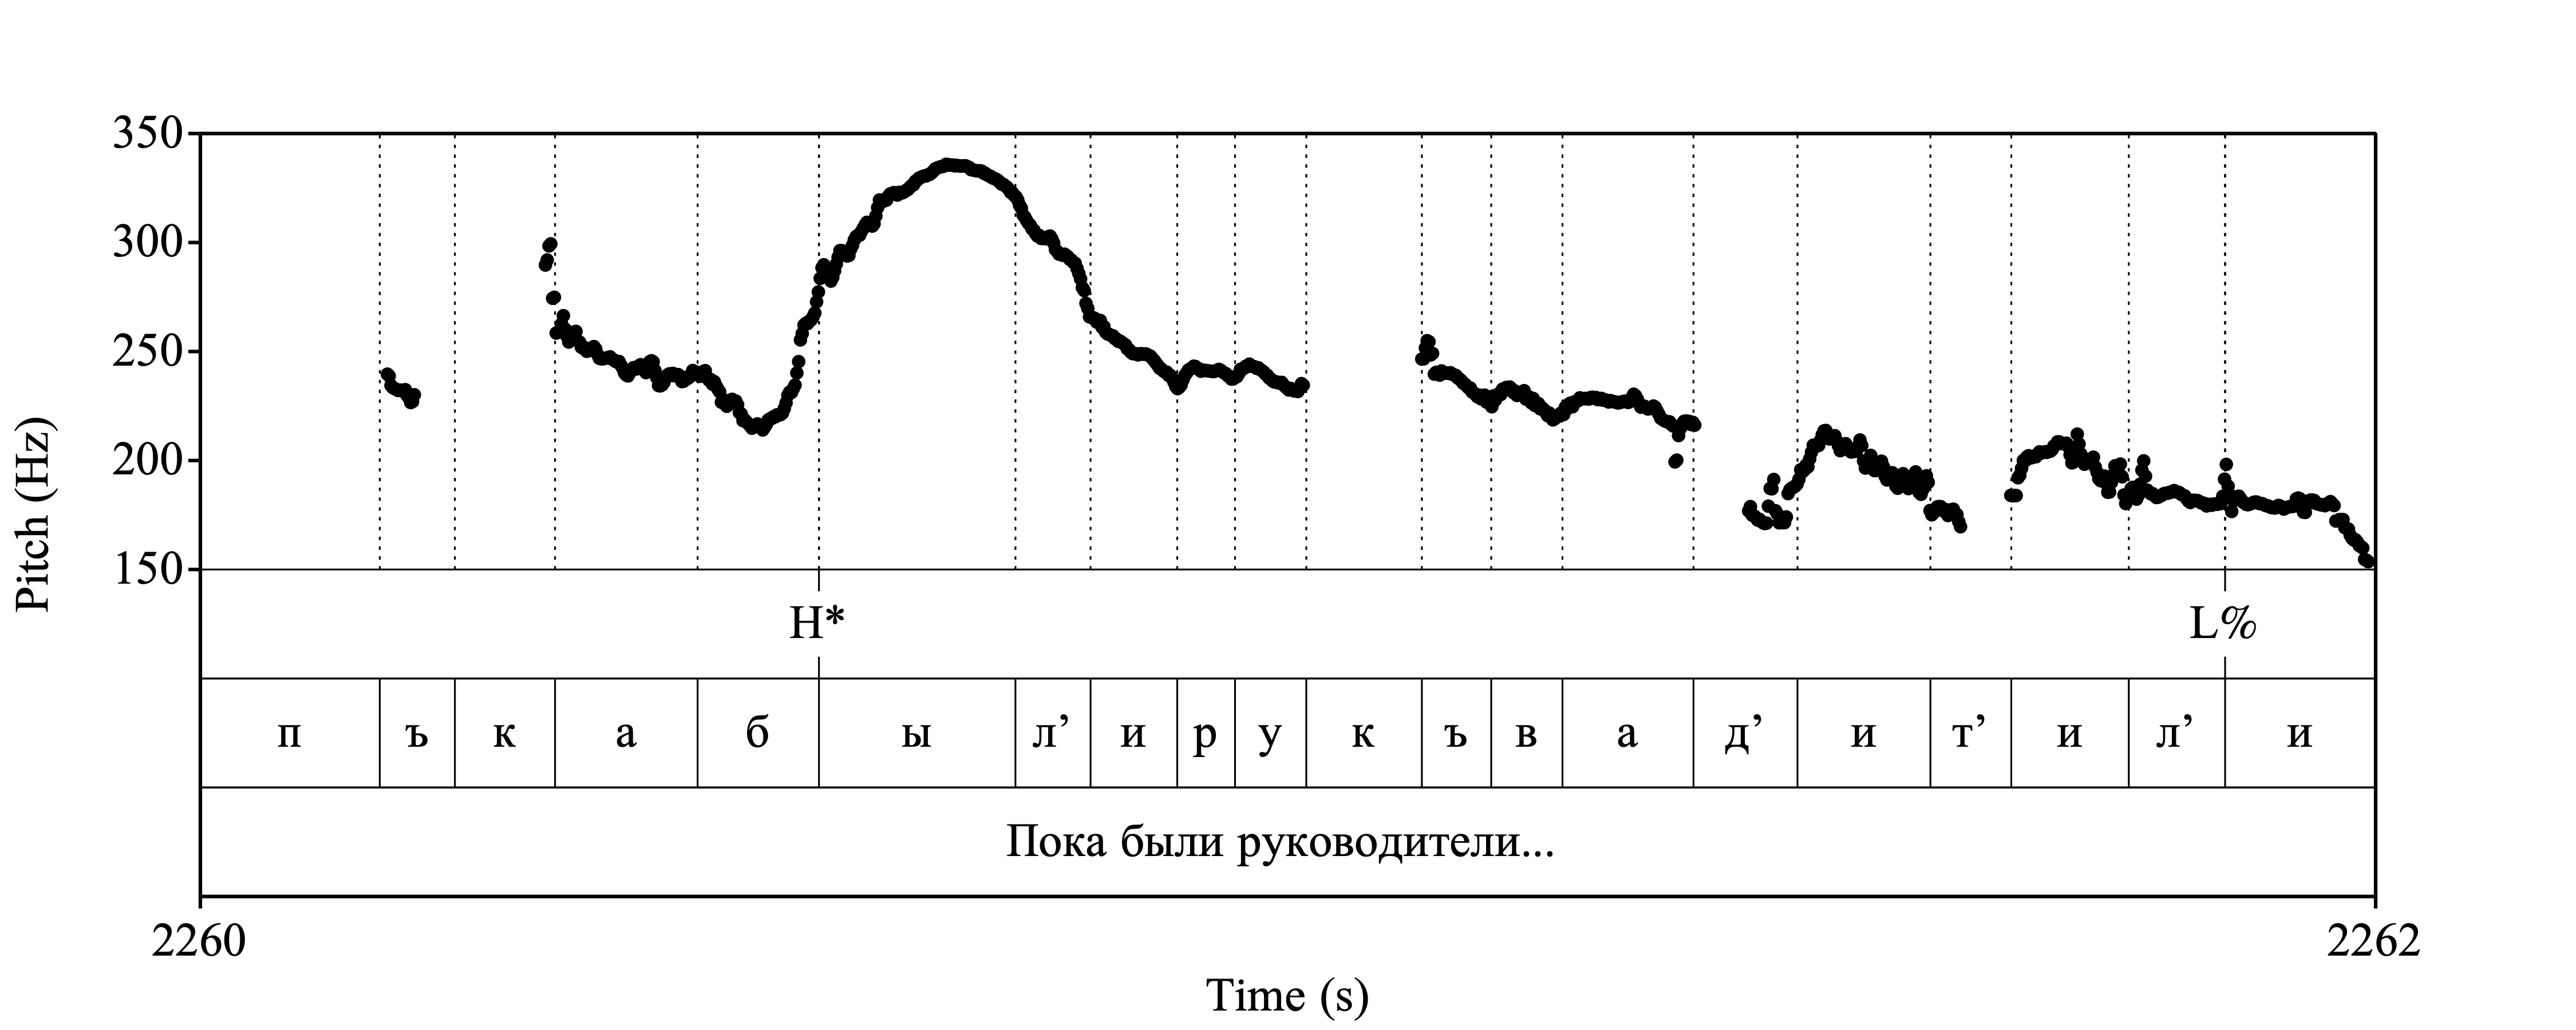 350
300
250
200
150
Pitch (Hz)
H* L%
п ъ к а б ы л’ и р у к ъ в а д’ и т’ и л’ и
Пока были руководители...
2260 2262
Time (s)